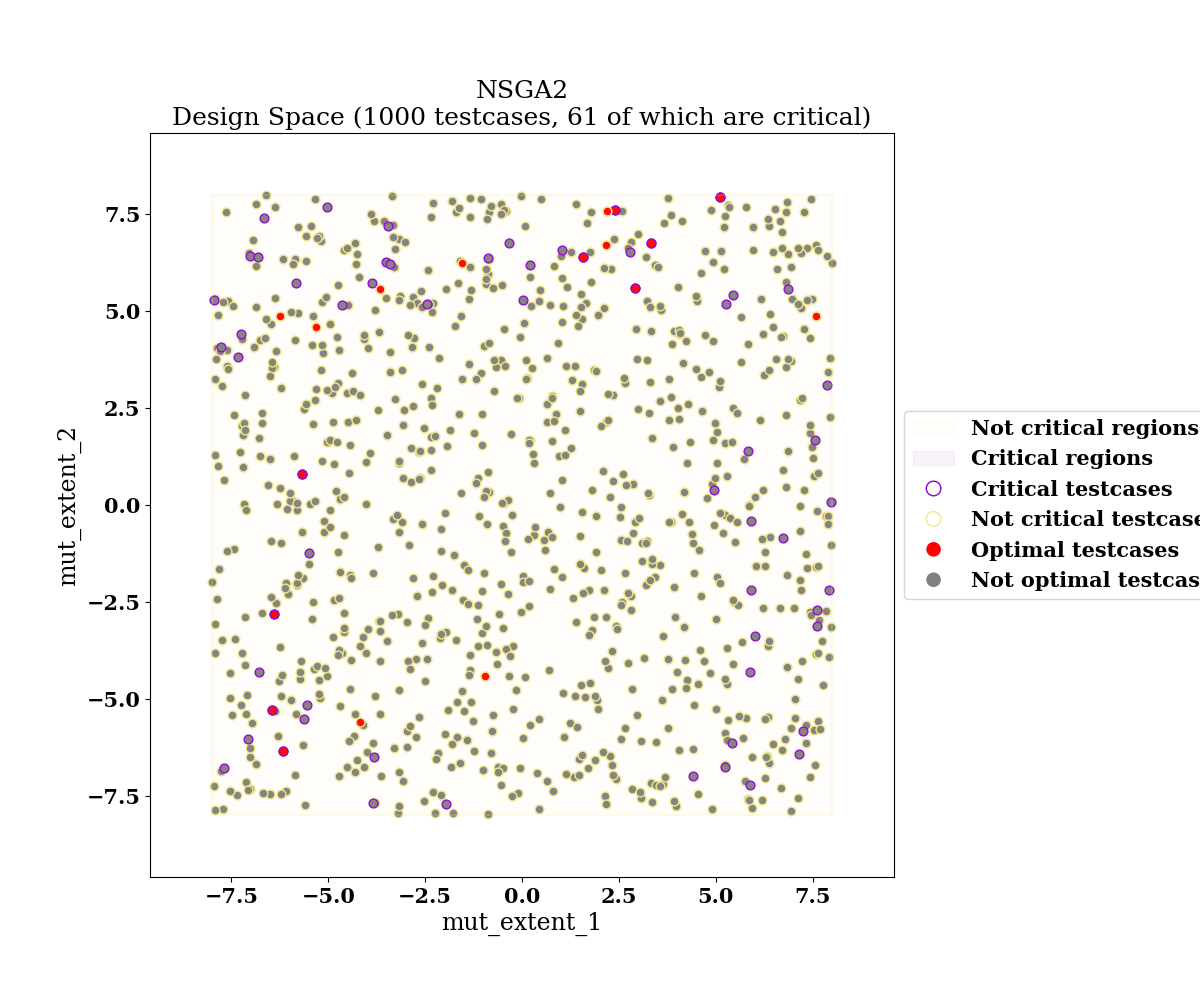 NSGA2
Design Space (1000 testcases, 61 of which are critical)
mut_extent_2
7.5
5.0
2.5
0.0
−2.5
−5.0
−7.5
−7.5 −5.0 −2.5 0.0 2.5 5.0 7.5
mut_extent_1
Not critical regions
Critical regions
Critical testcases
Not critical testcase
Optimal testcases
Not optimal testcas